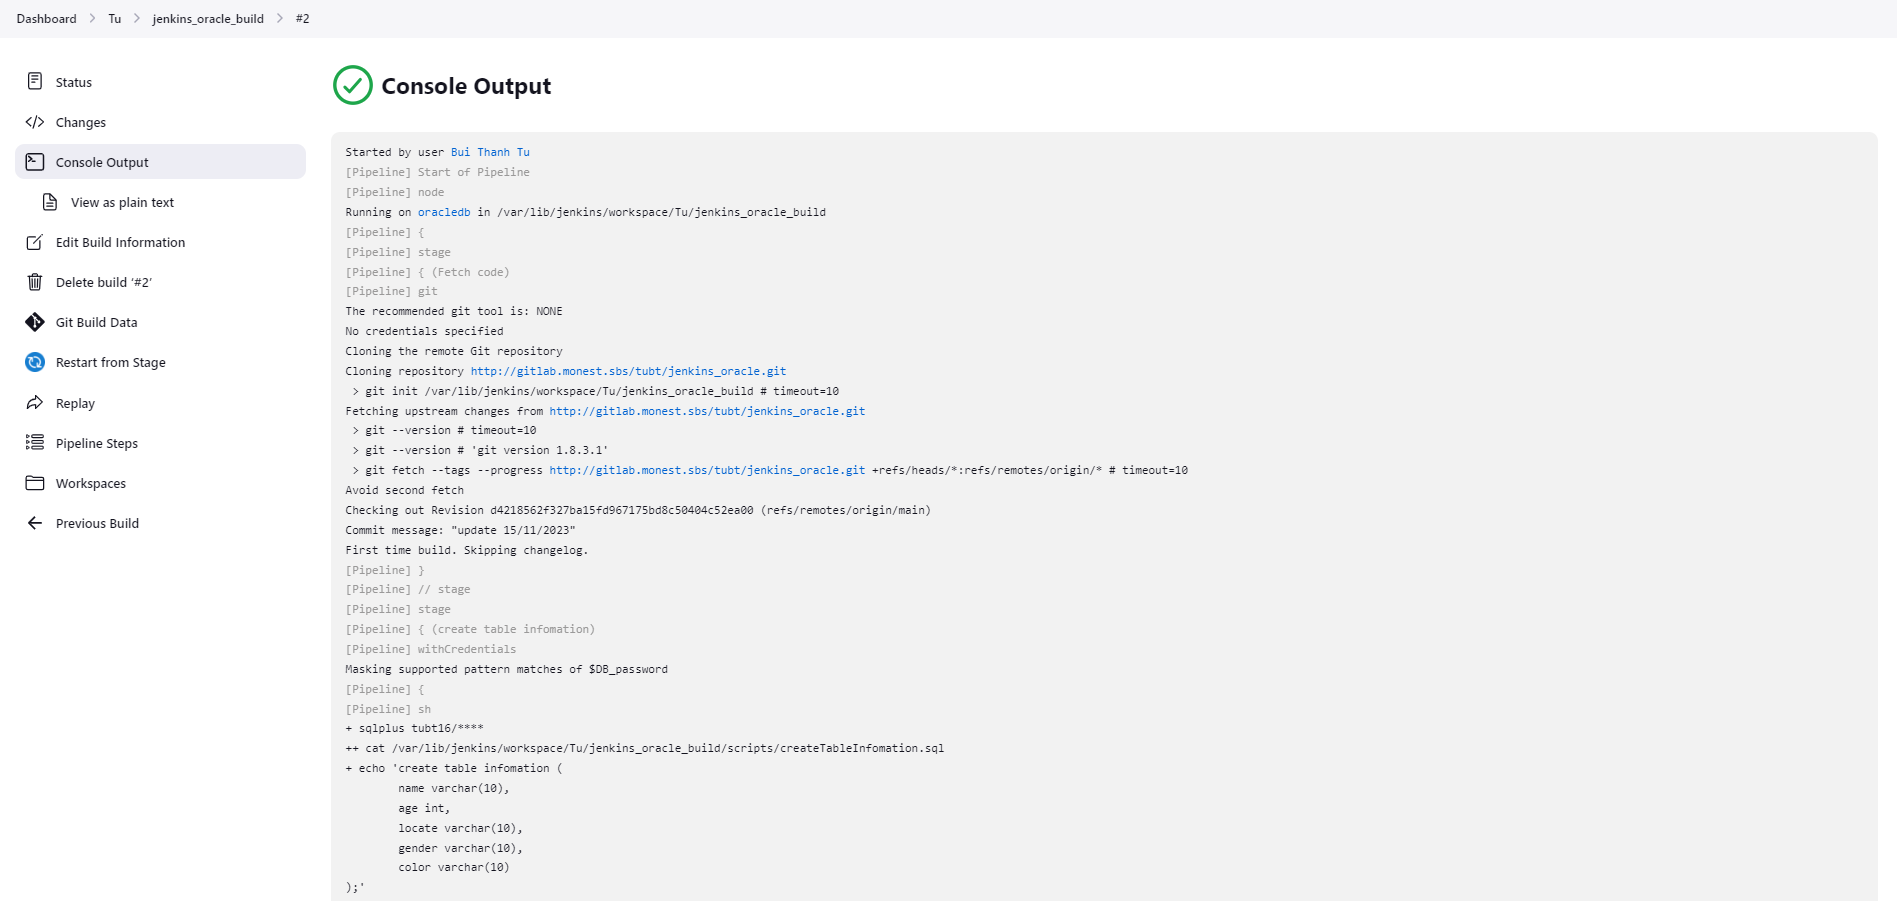 Dashboard > Tu > jenkins_oracle_build > #2
Status
Changes
Console Output
View as plain text
Edit Build Information
Delete build ‘#2’
Git Build Data
Restart from Stage
Replay
Pipeline Steps
Workspaces
Previous Build
Console Output
Started by user Bui Thanh Tu
[Pipeline] Start of Pipeline
[Pipeline] node
Running on oracledb in /var/lib/jenkins/workspace/Tu/jenkins_oracle_build
[Pipeline] {
[Pipeline] stage
[Pipeline] { (Fetch code)
[Pipeline] git
The recommended git tool is: NONE
No credentials specified
Cloning the remote Git repository
Cloning repository http://gitlab.monest.sbs/tubt/jenkins_oracle.git
 > git init /var/lib/jenkins/workspace/Tu/jenkins_oracle_build # timeout=10
Fetching upstream changes from http://gitlab.monest.sbs/tubt/jenkins_oracle.git
 > git --version # timeout=10
 > git --version # 'git version 1.8.3.1'
 > git fetch --tags --progress http://gitlab.monest.sbs/tubt/jenkins_oracle.git +refs/heads/*:refs/remotes/origin/* # timeout=10
Avoid second fetch
Checking out Revision d4218562f327ba15fd967175bd8c50404c52ea00 (refs/remotes/origin/main)
Commit message: "update 15/11/2023"
First time build. Skipping changelog.
[Pipeline] }
[Pipeline] // stage
[Pipeline] stage
[Pipeline] { (create table infomation)
[Pipeline] withCredentials
Masking supported pattern matches of $DB_password
[Pipeline] {
[Pipeline] sh
+ sqlplus tubt16/****
++ cat /var/lib/jenkins/workspace/Tu/jenkins_oracle_build/scripts/createTableInfomation.sql
+ echo 'create table infomation (
        name varchar(10),
        age int,
        locate varchar(10),
        gender varchar(10),
        color varchar(10)
);'